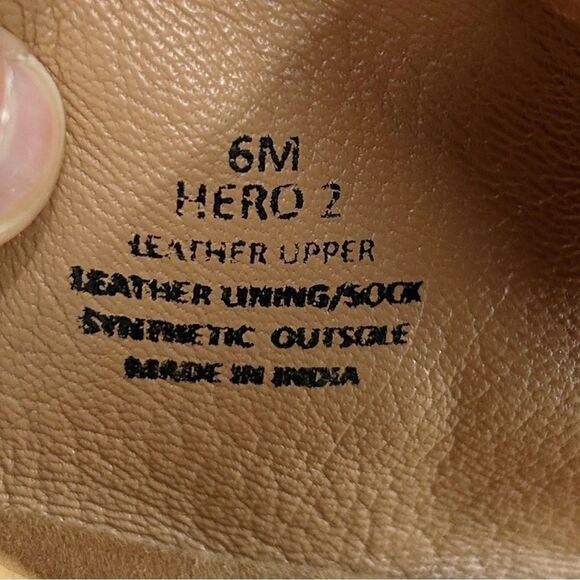 6M
HERO 2
LEATHER UPPER
LEATHER LINING/SOCK
SYNTHETIC OUTSOLE
MADE IN INDIA